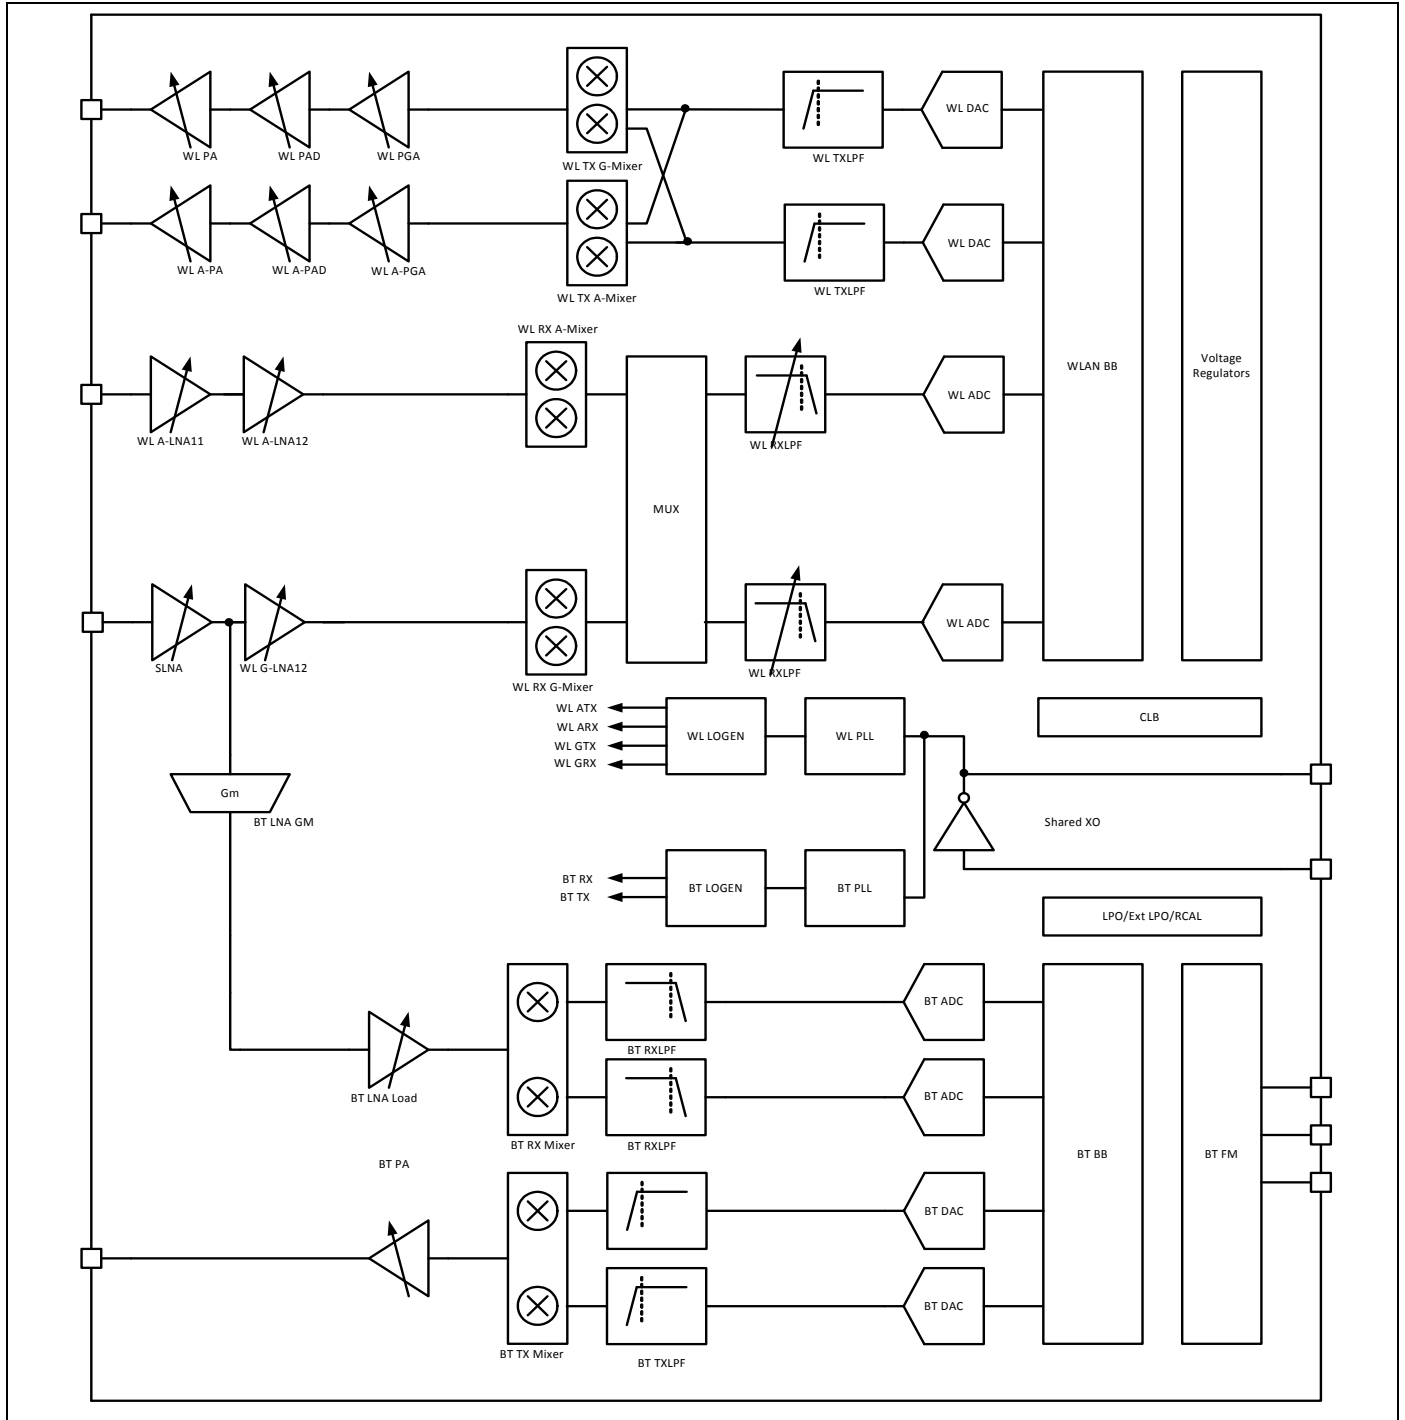 WL DAC
WL PA
WL PAD
WL PGA
WL TX G-Mixer
WL TXLPF
WL DAC
WL A-PA
WL A-PAD
WL A-PGA
WL TX A-Mixer
WL TXLPF
WL RX A-Mixer
WLAN BB
Voltage
Regulators
WL ADC
WL A-LNA11
WL A-LNA12
WL RXLPF
MUX
WL ADC
SLNA
WL G-LNA12
WL RX G-Mixer
WL RXLPF
WL ATX
WL ARX
WL GTX
WL GRX
WL LOGEN
WL PLL
CLB
Gm
BT LNA GM
Shared XO
BT RX
BT TX
BT LOGEN
BT PLL
LPO/Ext LPO/RCAL
BT ADC
BT RXLPF
BT LNA Load
BT ADC
BT RX Mixer
BT RXLPF
BT PA
BT BB
BT FM
BT DAC
BT DAC
BT TX Mixer
BT TXLPF